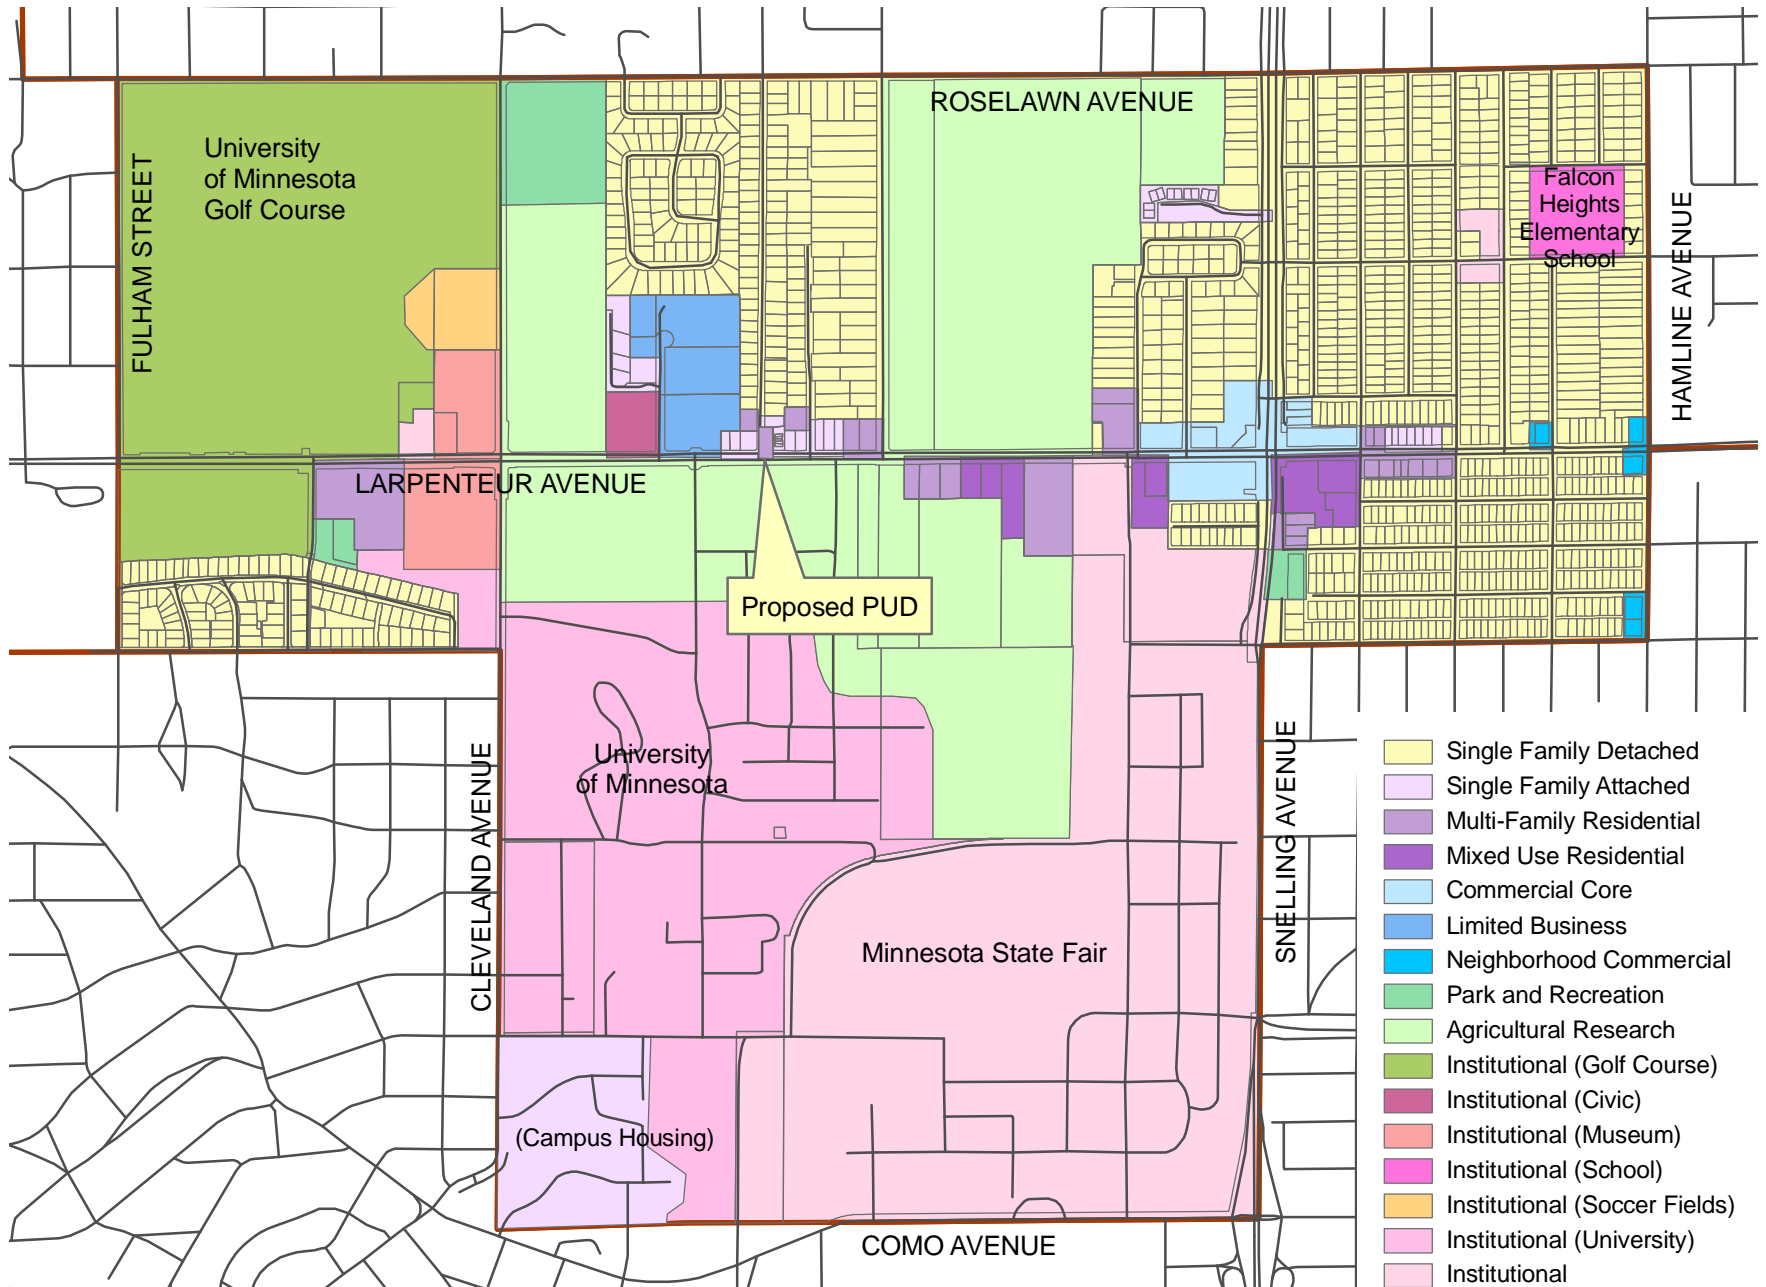 ROSELAWN AVENUE
University
of Minnesota
Golf Course
FULHAM STREET
Falcon
Heights
Elementary
School
HAMLINE AVENUE
LARPENTEUR AVENUE
Proposed PUD
University
of Minnesota
CLEVELAND AVENUE
SNELLING AVENUE
Minnesota State Fair
(Campus Housing)
COMO AVENUE
Single Family Detached
Single Family Attached
Multi-Family Residential
Mixed Use Residential
Commercial Core
Limited Business
Neighborhood Commercial
Park and Recreation
Agricultural Research
Institutional (Golf Course)
Institutional (Civic)
Institutional (Museum)
Institutional (School)
Institutional (Soccer Fields)
Institutional (University)
Institutional